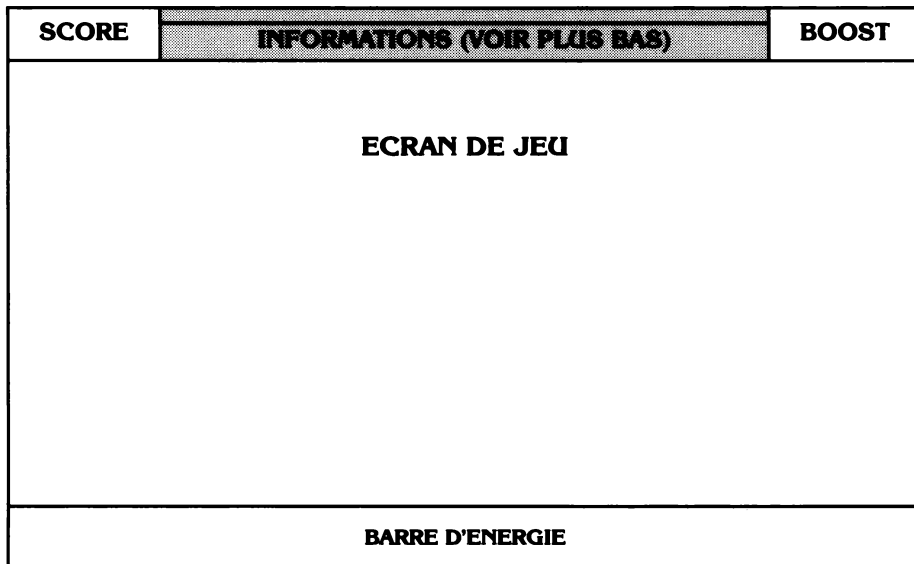 SCORE
INFORMATIONS (VOIR PLUS BAS)
BOOST
ECRAN DE JEU
BARRE D'ENERGIE